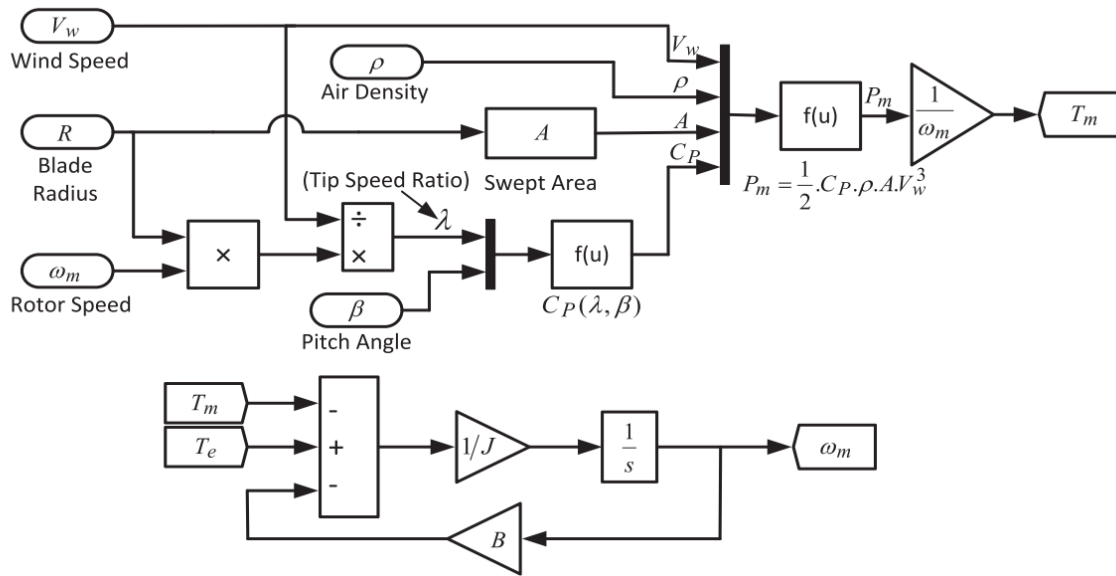 V_w
Wind Speed
ρ
Air Density
R
Blade
Radius
A
Swept Area
ω_m
Rotor Speed
×
(Tip Speed Ratio)
÷
×
λ
β
Pitch Angle
f(u)
C_P(λ, β)
V_w
ρ
A
C_P
f(u)
P_m
P_m = 1/2 .C_P.ρ.A.V_w^3
1/ω_m
T_m
T_m
T_e
-
+
-
1/J
1/s
ω_m
B